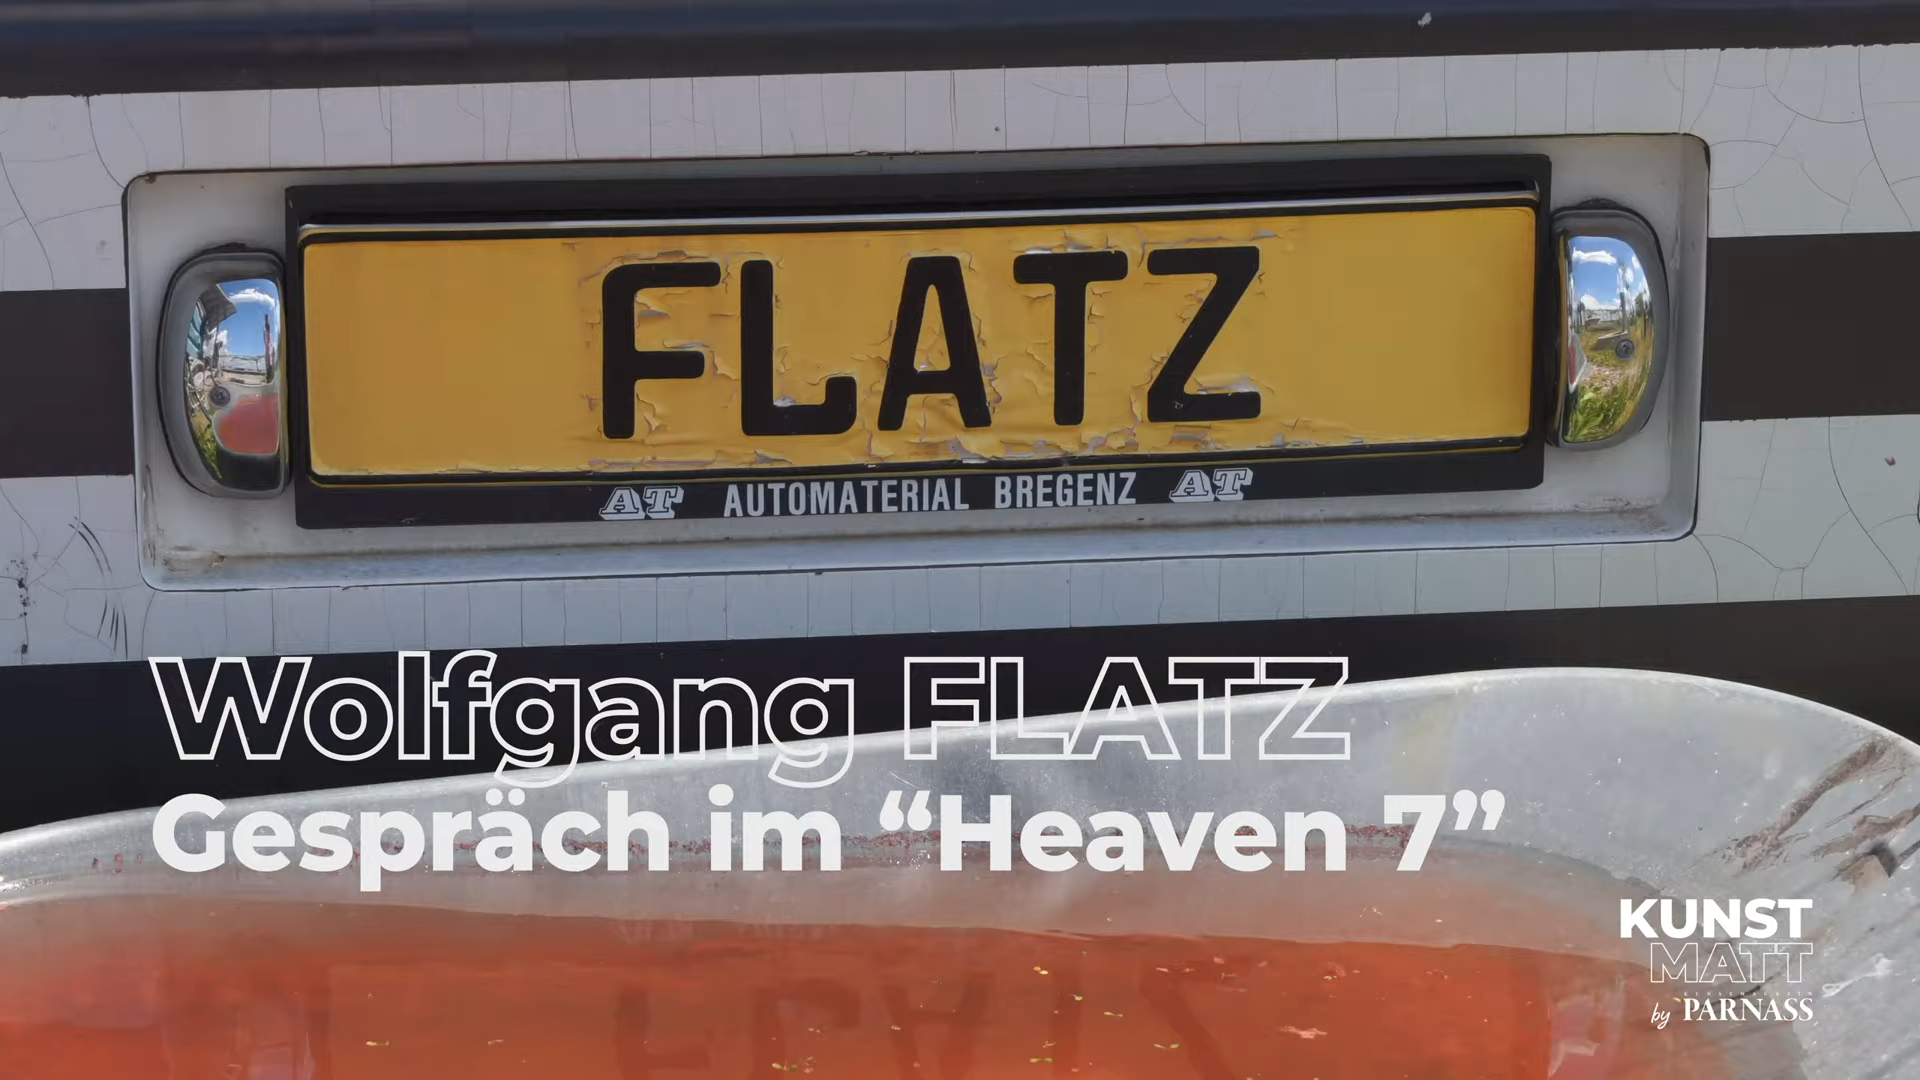 FLATZ
AT AUTOMATERIAL BREGENZ AT
Wolfgang FLATZ
Gespräch im “Heaven 7”
KUNST
MATT
by PARNASS